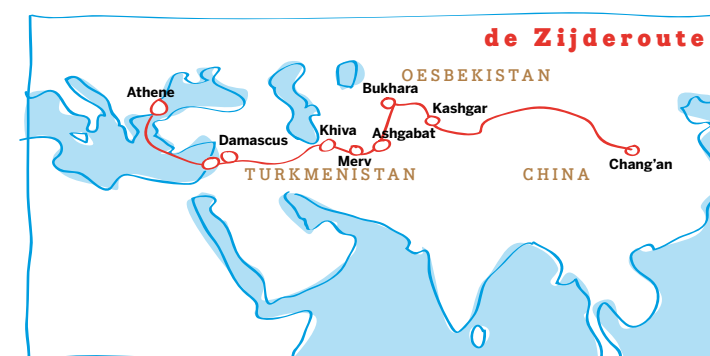 de Zijderoute
OESBEKISTAN
Bukhara
Athene
Kashgar
Khiva
Ashgabat
Damascus
Merv
Chang’an
TURKMENISTAN
CHINA